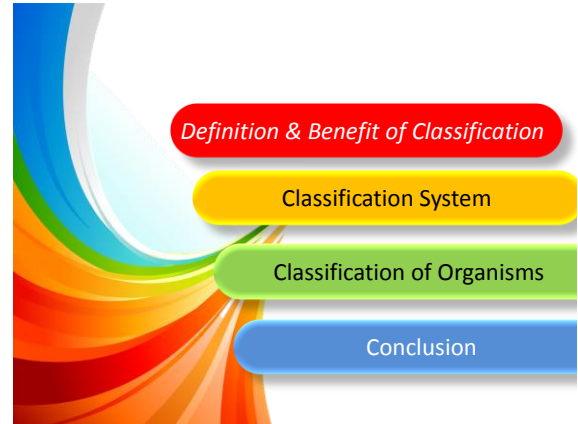 Definition & Benefit of Classification
Classification System
Classification of Organisms
Conclusion